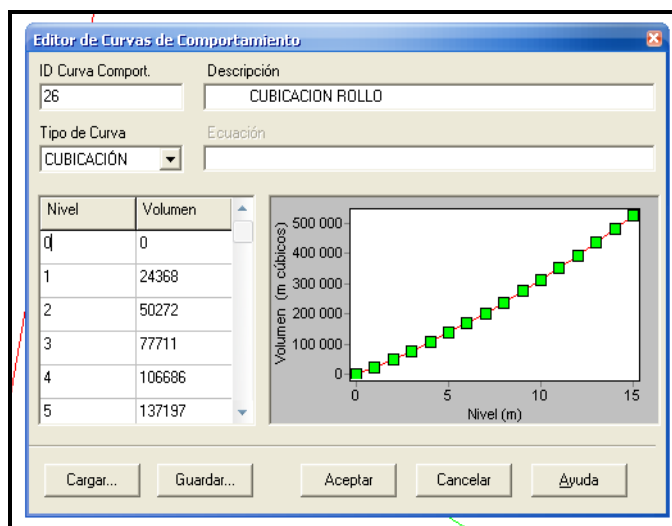 Editor de Curvas de Comportamiento
ID Curva Comport. Descripción
26 CUBICACION ROLLO
Tipo de Curva Ecuación
CUBICACIÓN
Nivel Volumen
0 0
1 24368
2 50272
3 77711
4 106686
5 137197
Volumen (m cúbicos)
500 000
400 000
300 000
200 000
100 000
0
0 5 10 15
Nivel (m)
Cargar... Guardar... Aceptar Cancelar Ayuda